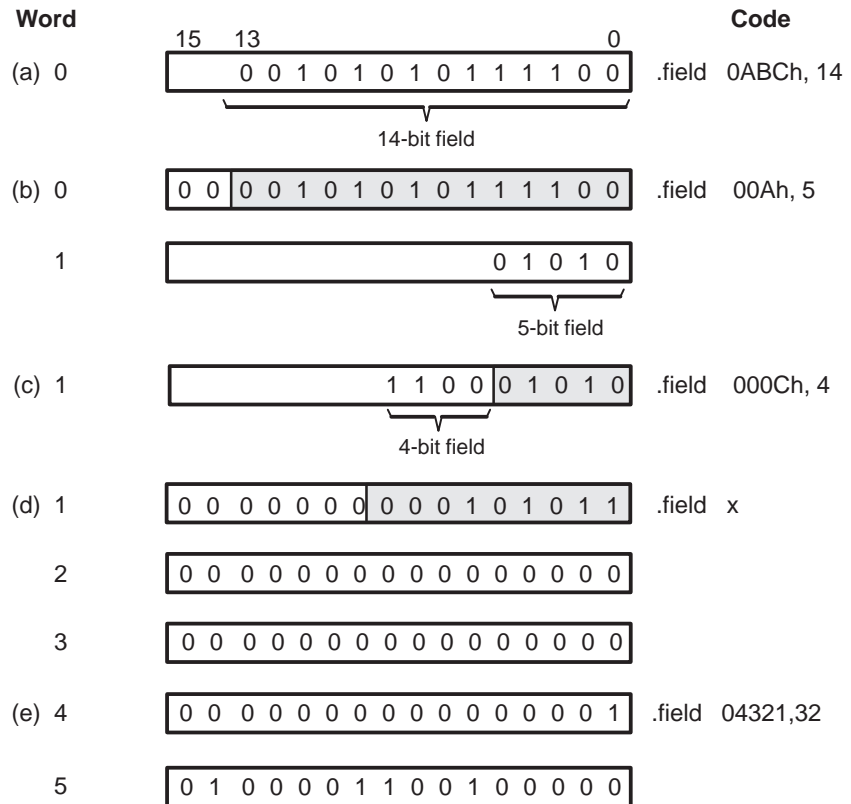 Word Code
15 13 0
(a) 0 0 0 1 0 1 0 1 0 1 1 1 1 0 0 .field 0ABCh, 14
14-bit field
(b) 0 0 0 0 0 1 0 1 0 1 0 1 1 1 1 0 0 .field 00Ah, 5
1 0 1 0 1 0
5-bit field
(c) 1 1 1 0 0 0 1 0 1 0 .field 000Ch, 4
4-bit field
(d) 1 0 0 0 0 0 0 0 0 0 0 1 0 1 0 1 1 .field x
2 0 0 0 0 0 0 0 0 0 0 0 0 0 0 0 0
3 0 0 0 0 0 0 0 0 0 0 0 0 0 0 0 0
(e) 4 0 0 0 0 0 0 0 0 0 0 0 0 0 0 0 1 .field 04321,32
5 0 1 0 0 0 0 1 1 0 0 1 0 0 0 0 0